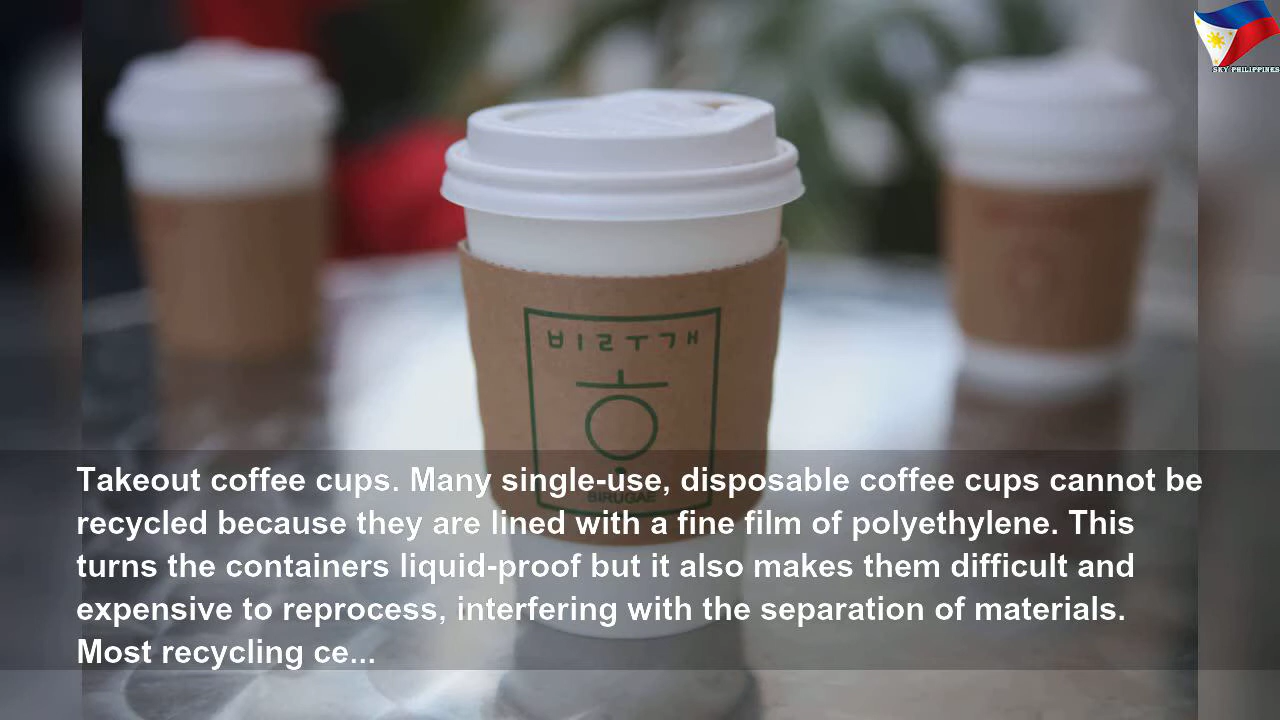 SKY PHILIPPINES
비루개
흥
BIRUGAE
Takeout coffee cups. Many single-use, disposable coffee cups cannot be
recycled because they are lined with a fine film of polyethylene. This
turns the containers liquid-proof but it also makes them difficult and
expensive to reprocess, interfering with the separation of materials.
Most recycling ce...